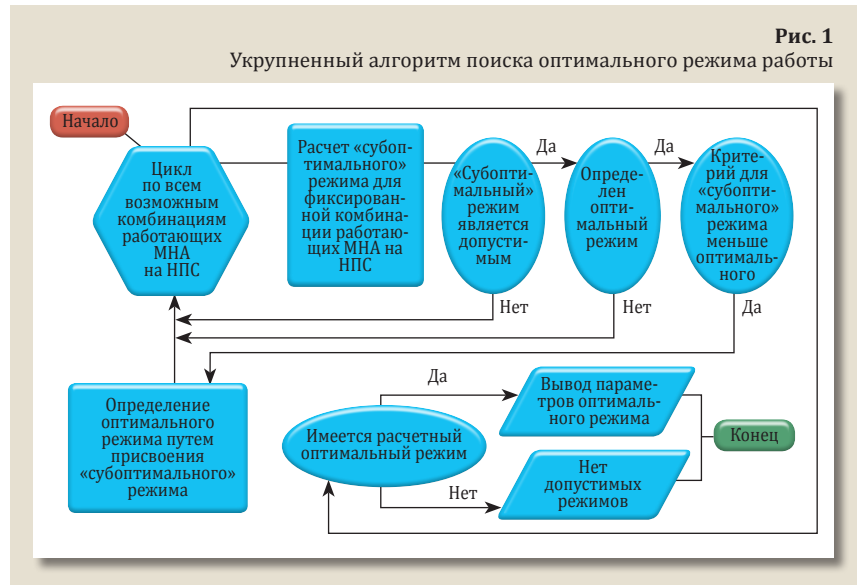 Рис. 1
Укрупненный алгоритм поиска оптимального режима работы
Начало
Цикл
по всем
возможным
комбинациям
работающих
МНА
на НПС
Расчет «субоп-
тимального»
режима для
фиксирован-
ной комбина-
ции работаю-
щих МНА на
НПС
«Субопти-
мальный»
режим
является
допусти-
мым
Да
Определен
опти-
мальный
режим
Да
Крите-
рий для
«субопти-
мального»
режима
меньше
оптималь-
ного
Нет
Нет
Да
Определение
оптимального
режима путем
присвоения
«субоптимального»
режима
Имеется расчетный
оптимальный режим
Да
Вывод параме-
тров оптималь-
ного режима
Нет
Нет
допустимых
режимов
Конец